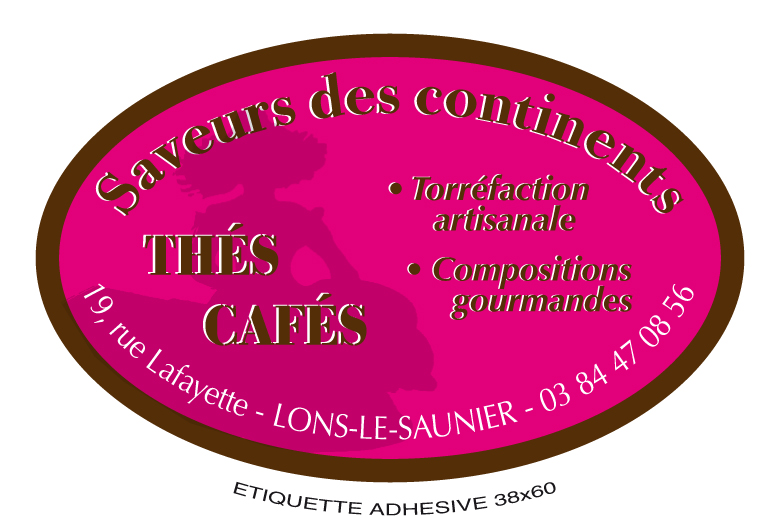 Saveurs des continents
• Torréfaction
artisanale
THÉS
• Compositions
gourmandes
CAFÉS
19, rue Lafayette - LONS-LE-SAUNIER - 03 84 47 08 56
ETIQUETTE ADHESIVE 38x60